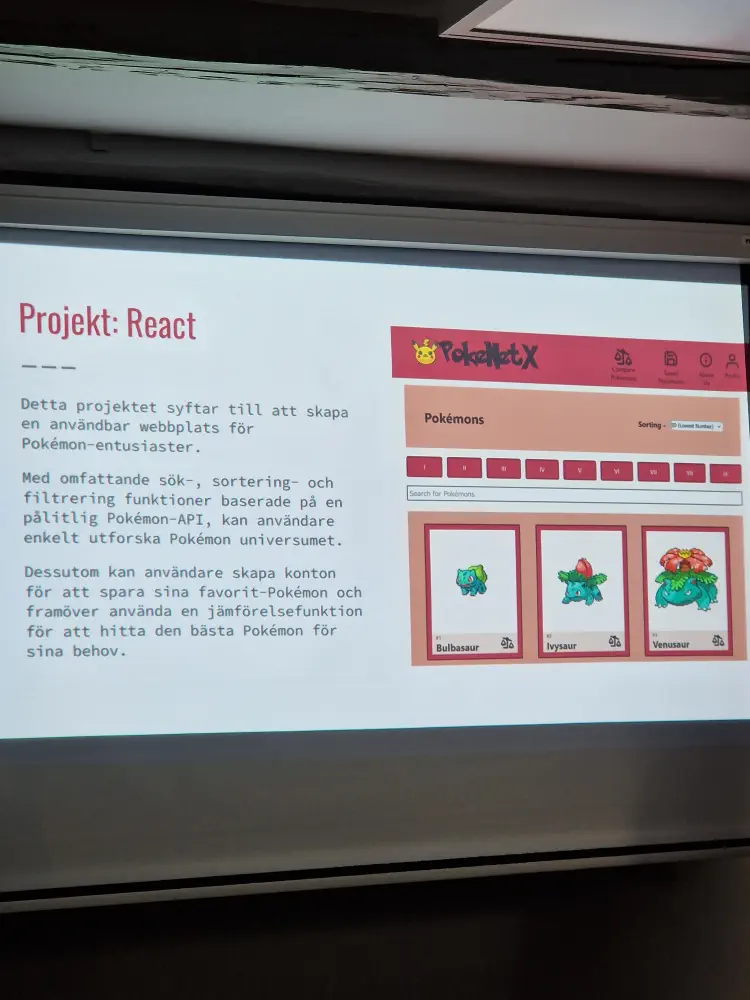 Projekt: React
Detta projektet syftar till att skapa
en användbar webbplats för
Pokémon-entusiaster.
Med omfattande sök-, sortering- och
filtrering funktioner baserade på en
pålitlig Pokémon-API, kan användare
enkelt utforska Pokémon universumet.
Dessutom kan användare skapa konton
för att spara sina favorit-Pokémon och
framöver använda en jämförelsefunktion
för att hitta den bästa Pokémon för
sina behov.
PokeNetX
Compare
Pokémons
Saved
Pokémons
About
Us
Profile
Pokémons
Sorting - ID (Lowest Number)
I II III IV V VI VII VIII IX
Search for Pokémons
#1
Bulbasaur
#2
Ivysaur
#3
Venusaur